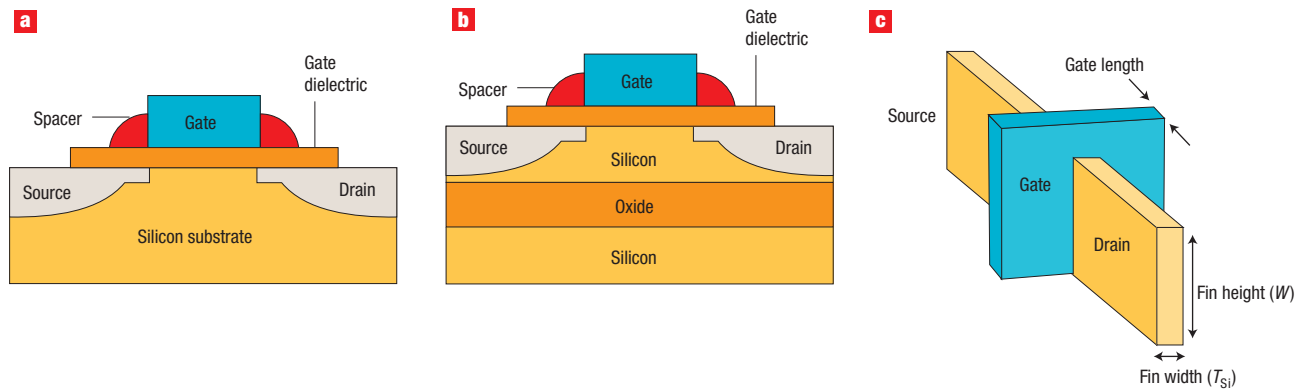 a
Gate
dielectric
Spacer
Gate
Source
Drain
Silicon substrate
b
Gate
dielectric
Spacer
Gate
Source
Drain
Silicon
Oxide
Silicon
c
Gate length
Source
Gate
Drain
Fin height (W)
Fin width (TSi)